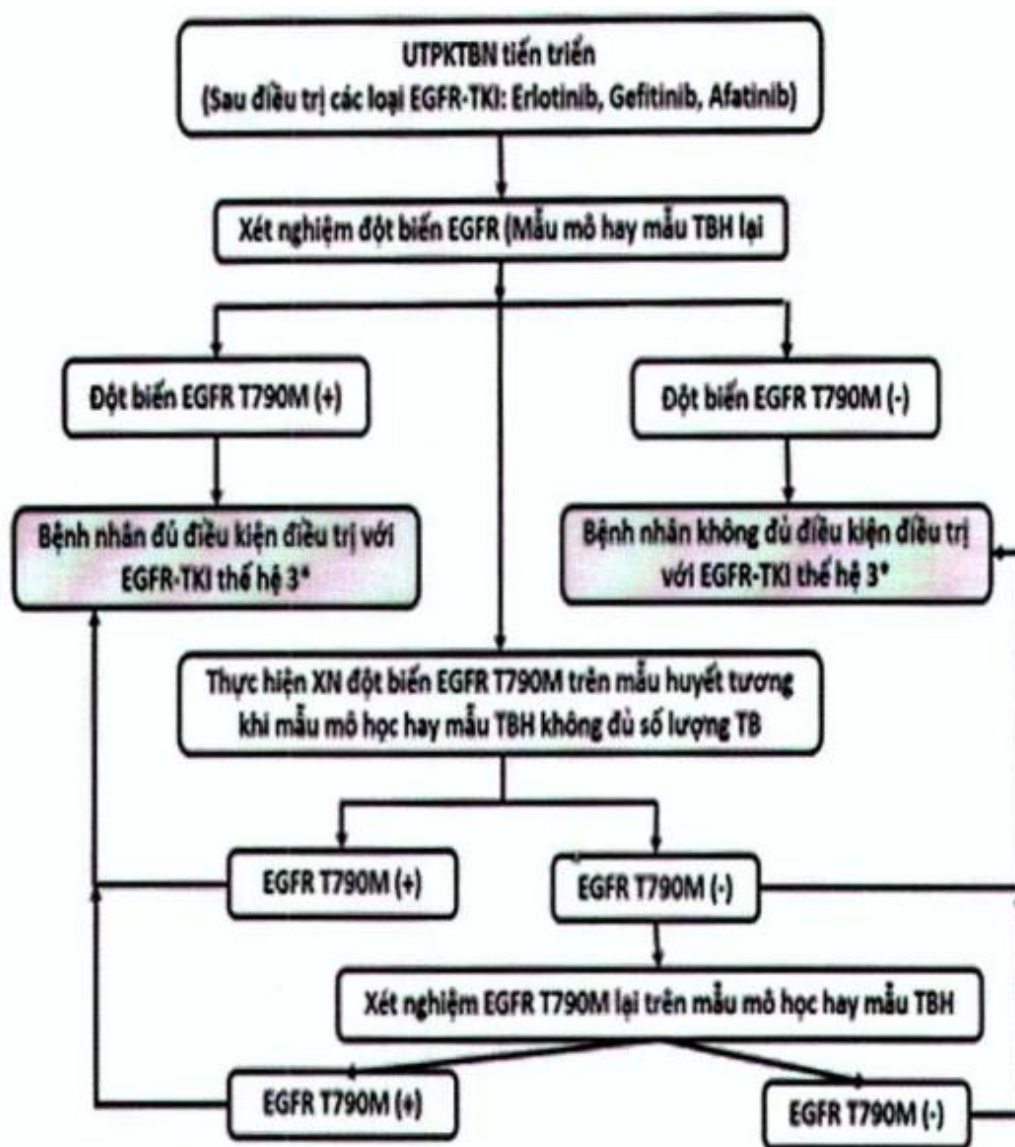 UTPKTBN tiến triển
(Sau điều trị các loại EGFR-TKI: Erlotinib, Gefitinib, Afatinib)
Xét nghiệm đột biến EGFR (Mẫu mô hay mẫu TBH lại
Đột biến EGFR T790M (+)
Đột biến EGFR T790M (-)
Bệnh nhân đủ điều kiện điều trị với
EGFR-TKI thế hệ 3*
Bệnh nhân không đủ điều kiện điều trị
với EGFR-TKI thế hệ 3*
Thực hiện XN đột biến EGFR T790M trên mẫu huyết tương
khi mẫu mô học hay mẫu TBH không đủ số lượng TB
EGFR T790M (+)
EGFR T790M (-)
Xét nghiệm EGFR T790M lại trên mẫu mô học hay mẫu TBH
EGFR T790M (+)
EGFR T790M (-)